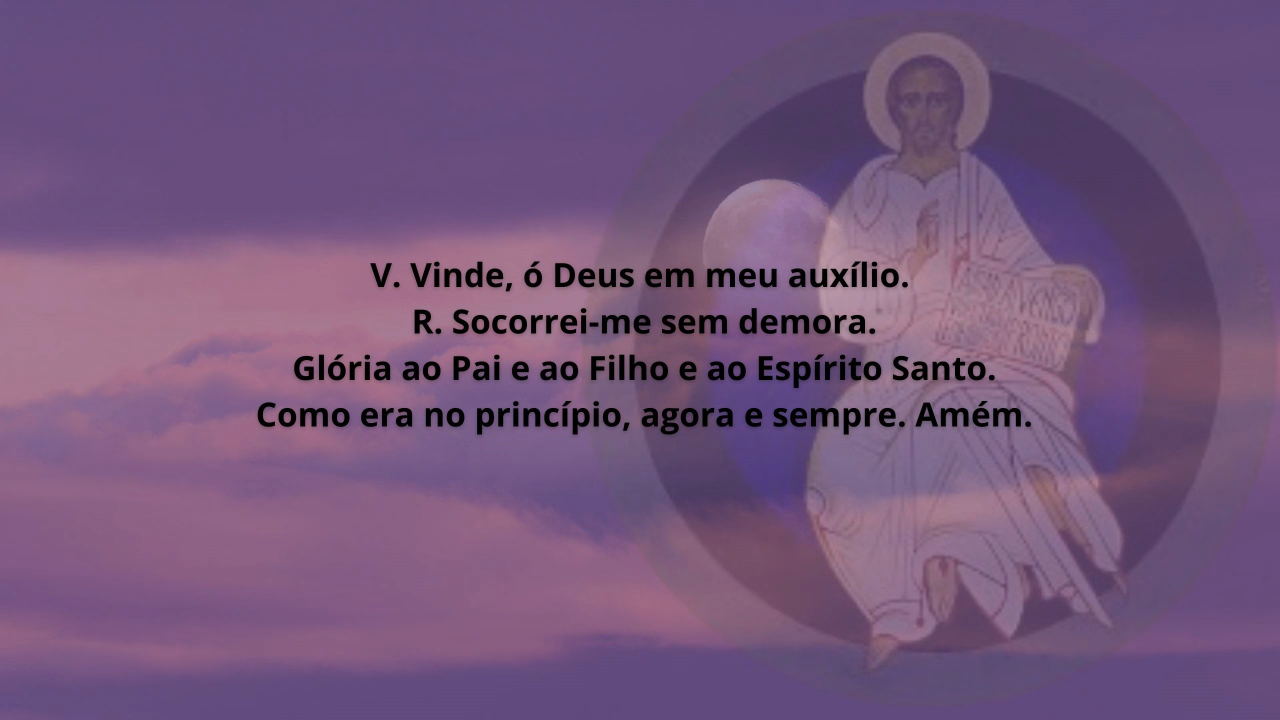 V. Vinde, ó Deus em meu auxílio.
R. Socorrei-me sem demora.
Glória ao Pai e ao Filho e ao Espírito Santo.
Como era no princípio, agora e sempre. Amém.